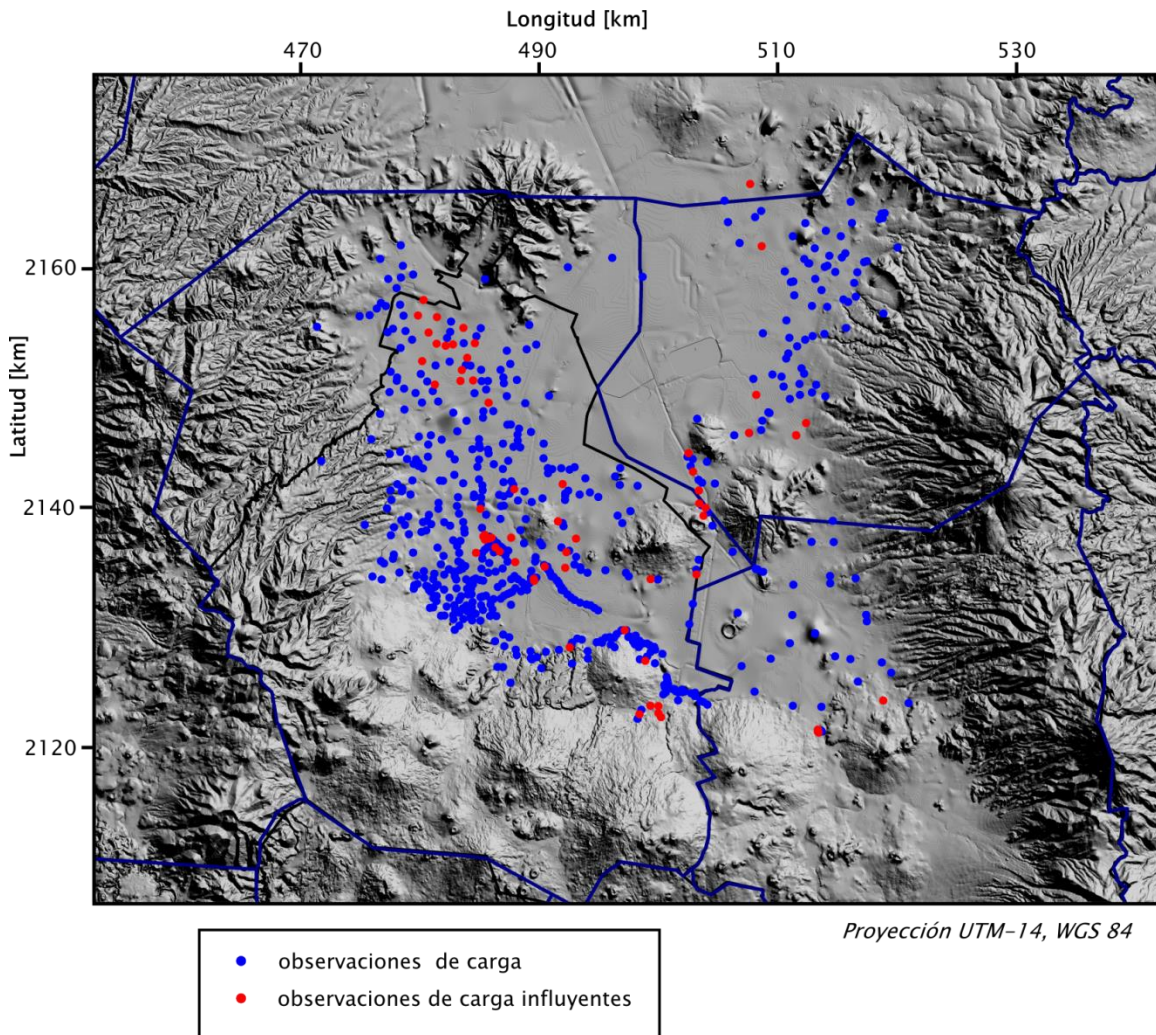 Longitud [km]
470 490 510 530
2160
Latitud [km]
2140
2120
Proyección UTM-14, WGS 84
observaciones de carga
observaciones de carga influyentes